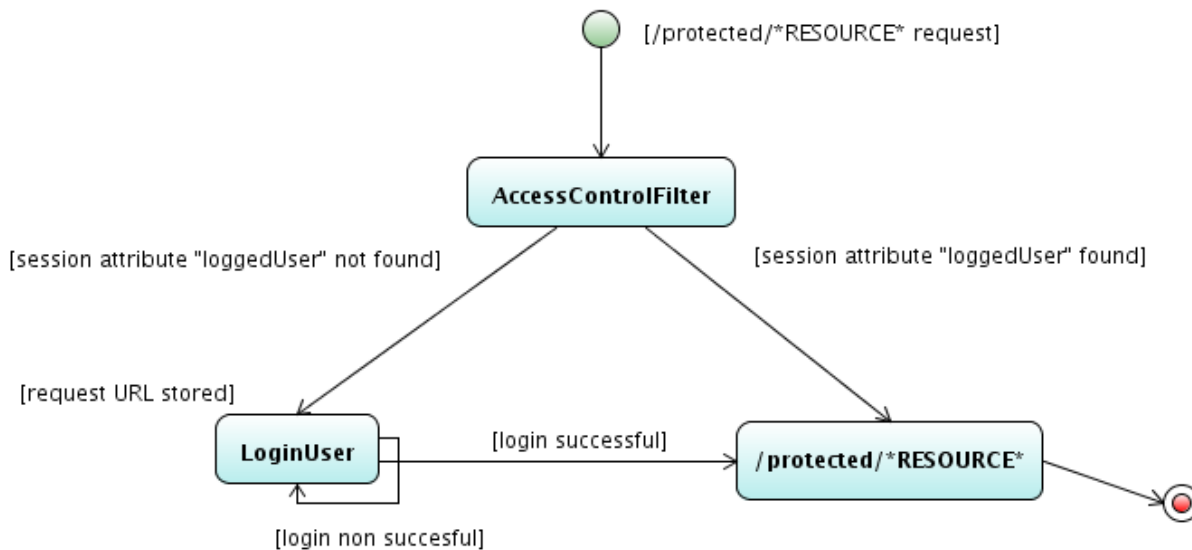 [/protected/*RESOURCE* request]
AccessControlFilter
[session attribute "loggedUser" not found]
[session attribute "loggedUser" found]
[request URL stored]
LoginUser
[login successful]
/protected/*RESOURCE*
[login non succesful]